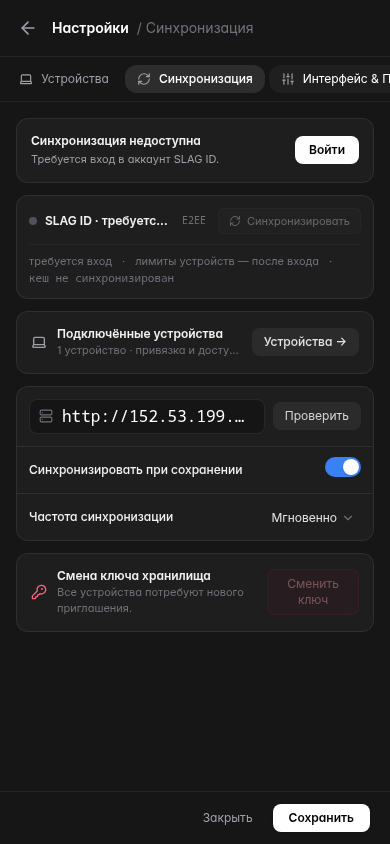 Настройки / Синхронизация
Устройства Синхронизация Интерфейс & П
Синхронизация недоступна
Требуется вход в аккаунт SLAG ID.
Войти
SLAG ID · требуетс... E2EE Синхронизировать
требуется вход · лимиты устройств — после входа ·
кеш не синхронизирован
Подключённые устройства
1 устройство · привязка и досту...
Устройства →
http://152.53.199.… Проверить
Синхронизировать при сохранении
Частота синхронизации Мгновенно
Смена ключа хранилища
Все устройства потребуют нового
приглашения.
Сменить
ключ
Закрыть Сохранить